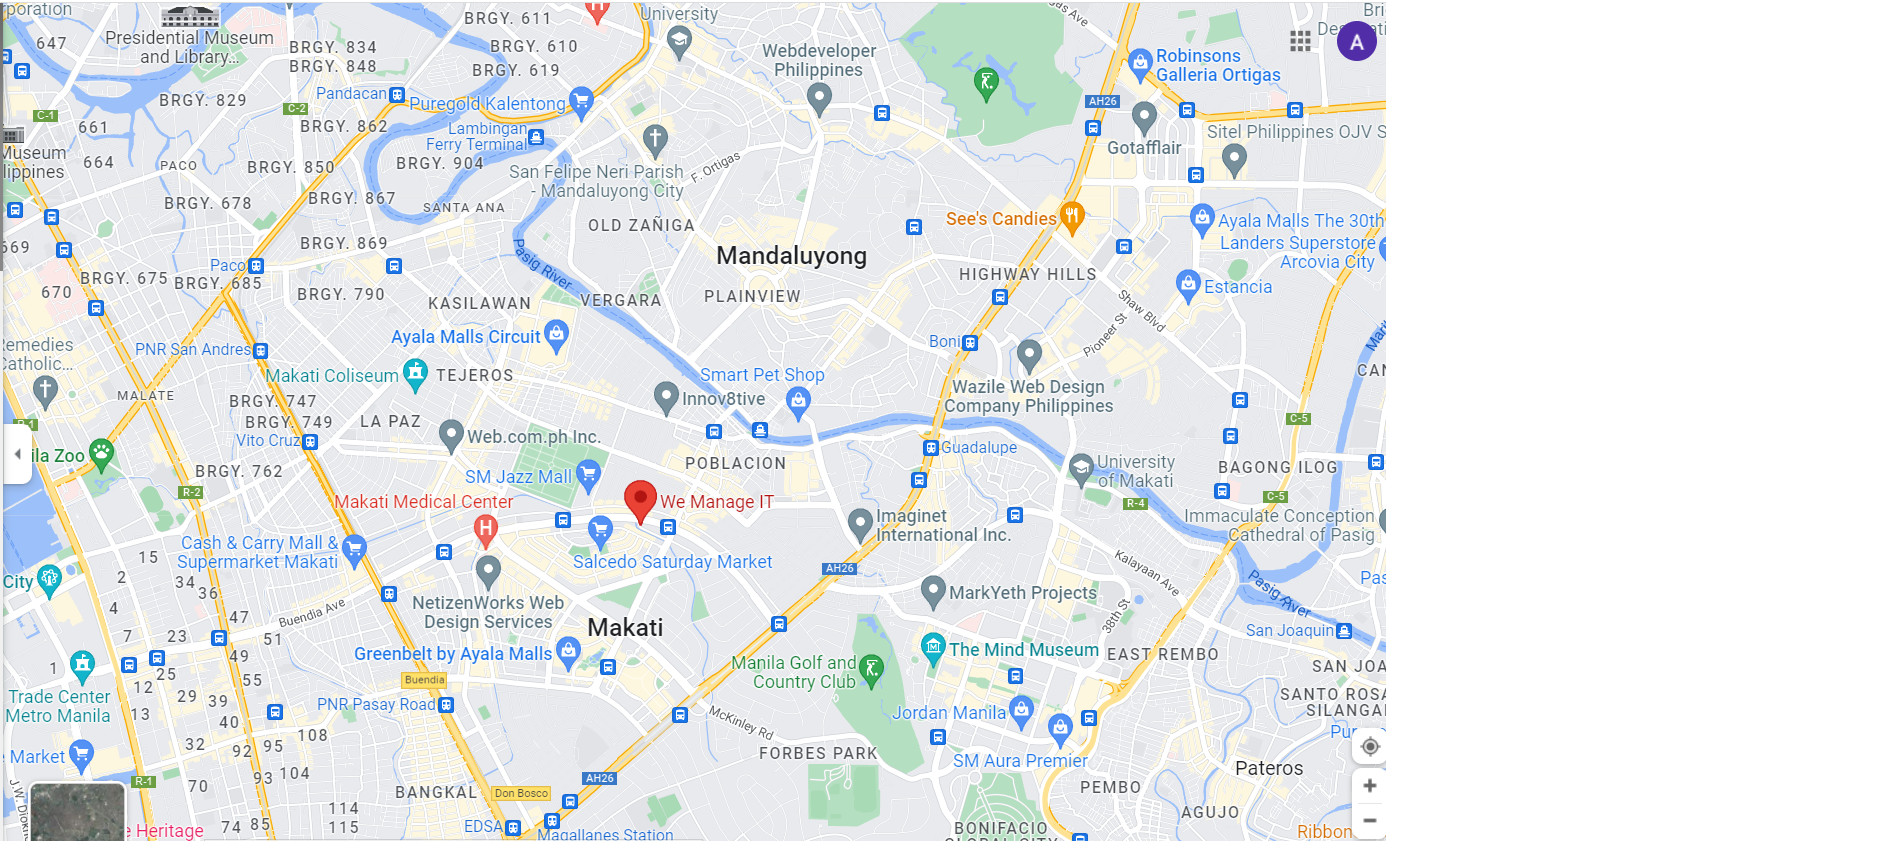 poration
BRGY. 611
University
as Ave
Bri
647
Presidential Museum
and Library...
BRGY. 834
BRGY. 848
BRGY. 610
BRGY. 619
Webdeveloper
Philippines
Robinsons
Galleria Ortigas
A
Pandacan
Puregold Kalentong
BRGY. 829
C-2
C-1
AH26
661
BRGY. 862
Lambingan
Ferry Terminal
Sitel Philippines OJV S
Gotafflair
Museum
lippines
664
PACO
BRGY. 850
BRGY. 904
San Felipe Neri Parish
- Mandaluyong City
F. Ortigas
BRGY. 678
BRGY. 867
SANTA ANA
OLD ZAÑIGA
See's Candies
Ayala Malls The 30th
669
BRGY. 869
Pasig River
Mandaluyong
Landers Superstore
Arcovia City
Paco
BRGY. 675
BRGY. 685
HIGHWAY HILLS
670
BRGY. 790
KASILAWAN
VERGARA
PLAINVIEW
Estancia
Shaw Blvd
Pioneer St
Ayala Malls Circuit
Boni
Remedies
Catholic...
PNR San Andres
Makati Coliseum
TEJEROS
Smart Pet Shop
CAN
MALATE
BRGY. 747
Innov8tive
Wazile Web Design
Company Philippines
BRGY. 749
LA PAZ
C-5
R-1
Vito Cruz
Web.com.ph Inc.
Guadalupe
ila Zoo
BRGY. 762
SM Jazz Mall
POBLACION
University
of Makati
BAGONG ILOG
R-2
Makati Medical Center
We Manage IT
R-4
C-5
Imaginet
International Inc.
Immaculate Conception
Cathedral of Pasig
Cash & Carry Mall &
Supermarket Makati
Salcedo Saturday Market
15
City
2
34
36
AH26
Kalayaan Ave
Pas
Pasig River
4
47
Buendia Ave
NetizenWorks Web
Design Services
MarkYeth Projects
38th St
7
23
51
Makati
San Joaquin
49
1
Greenbelt by Ayala Malls
Manila Golf and
Country Club
The Mind Museum
EAST REMBO
SAN JOA
25
12
55
Buendia
Trade Center
Metro Manila
29
39
PNR Pasay Road
SANTO ROSA
SILANGAN
13
40
McKinley Rd
Jordan Manila
32
92
95
108
FORBES PARK
SM Aura Premier
Market
Pateros
93
104
AH26
R-1
70
BANGKAL
Don Bosco
PEMBO
J.W. Diokno
114
115
AGUJO
e Heritage
74
85
EDSA
Magallanes Station
BONIFACIO
GLOBAL CITY
Ribbon